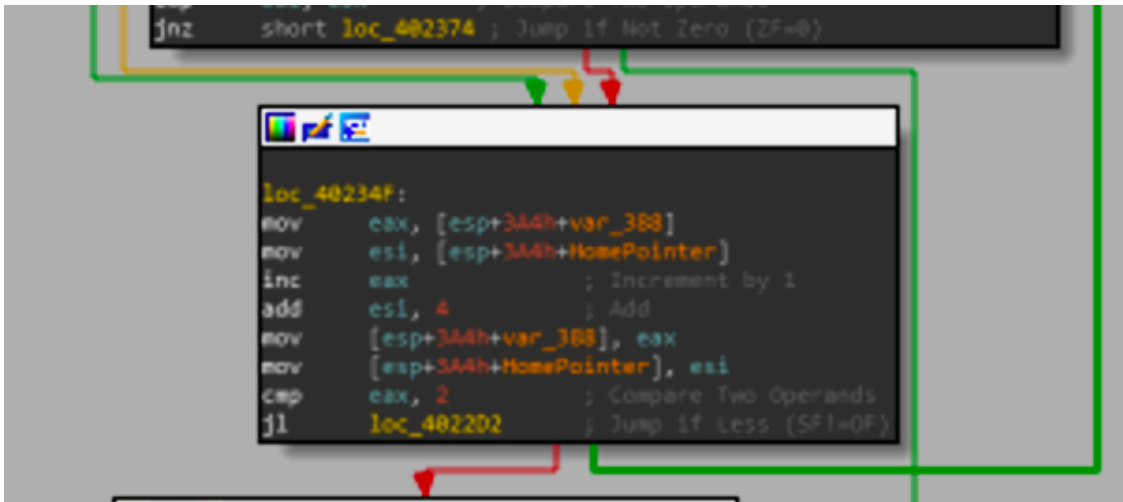 jnz short loc_402374 ; Jump if Not Zero (ZF=0)
loc_40234F:
mov eax, [esp+3A4h+var_388]
mov esi, [esp+3A4h+HomePointer]
inc eax ; Increment by 1
add esi, 4 ; Add
mov [esp+3A4h+var_388], eax
mov [esp+3A4h+HomePointer], esi
cmp eax, 2 ; Compare Two Operands
jl loc_4022D2 ; Jump if Less (SF!=OF)